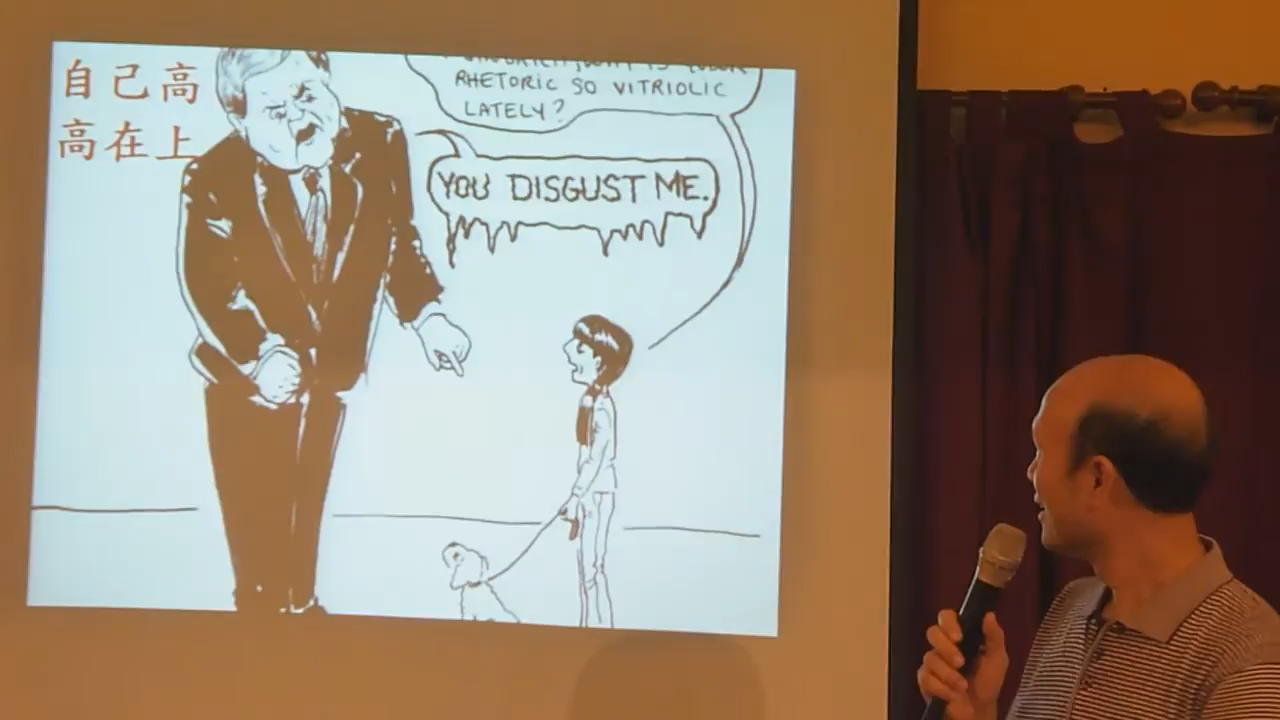 自己高
高在上
RHETORIC SO VITRIOLIC
LATELY?
YOU DISGUST ME.